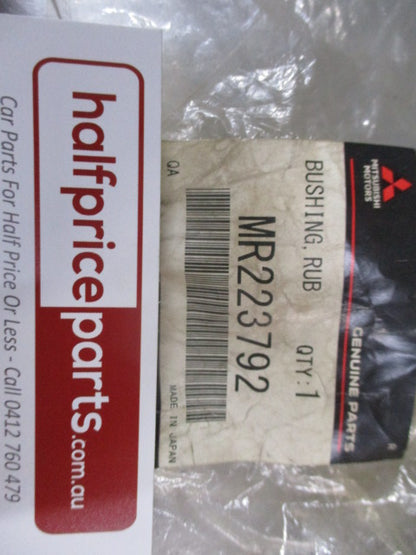 halfpriceparts.com.au
Car Parts For Half Price Or Less - Call 0412 760 479
MITSUBISHI
MOTORS
GENUINE PARTS
®
BUSHING, RUB
QTY: 1
MR223792
QA
MADE IN JAPAN